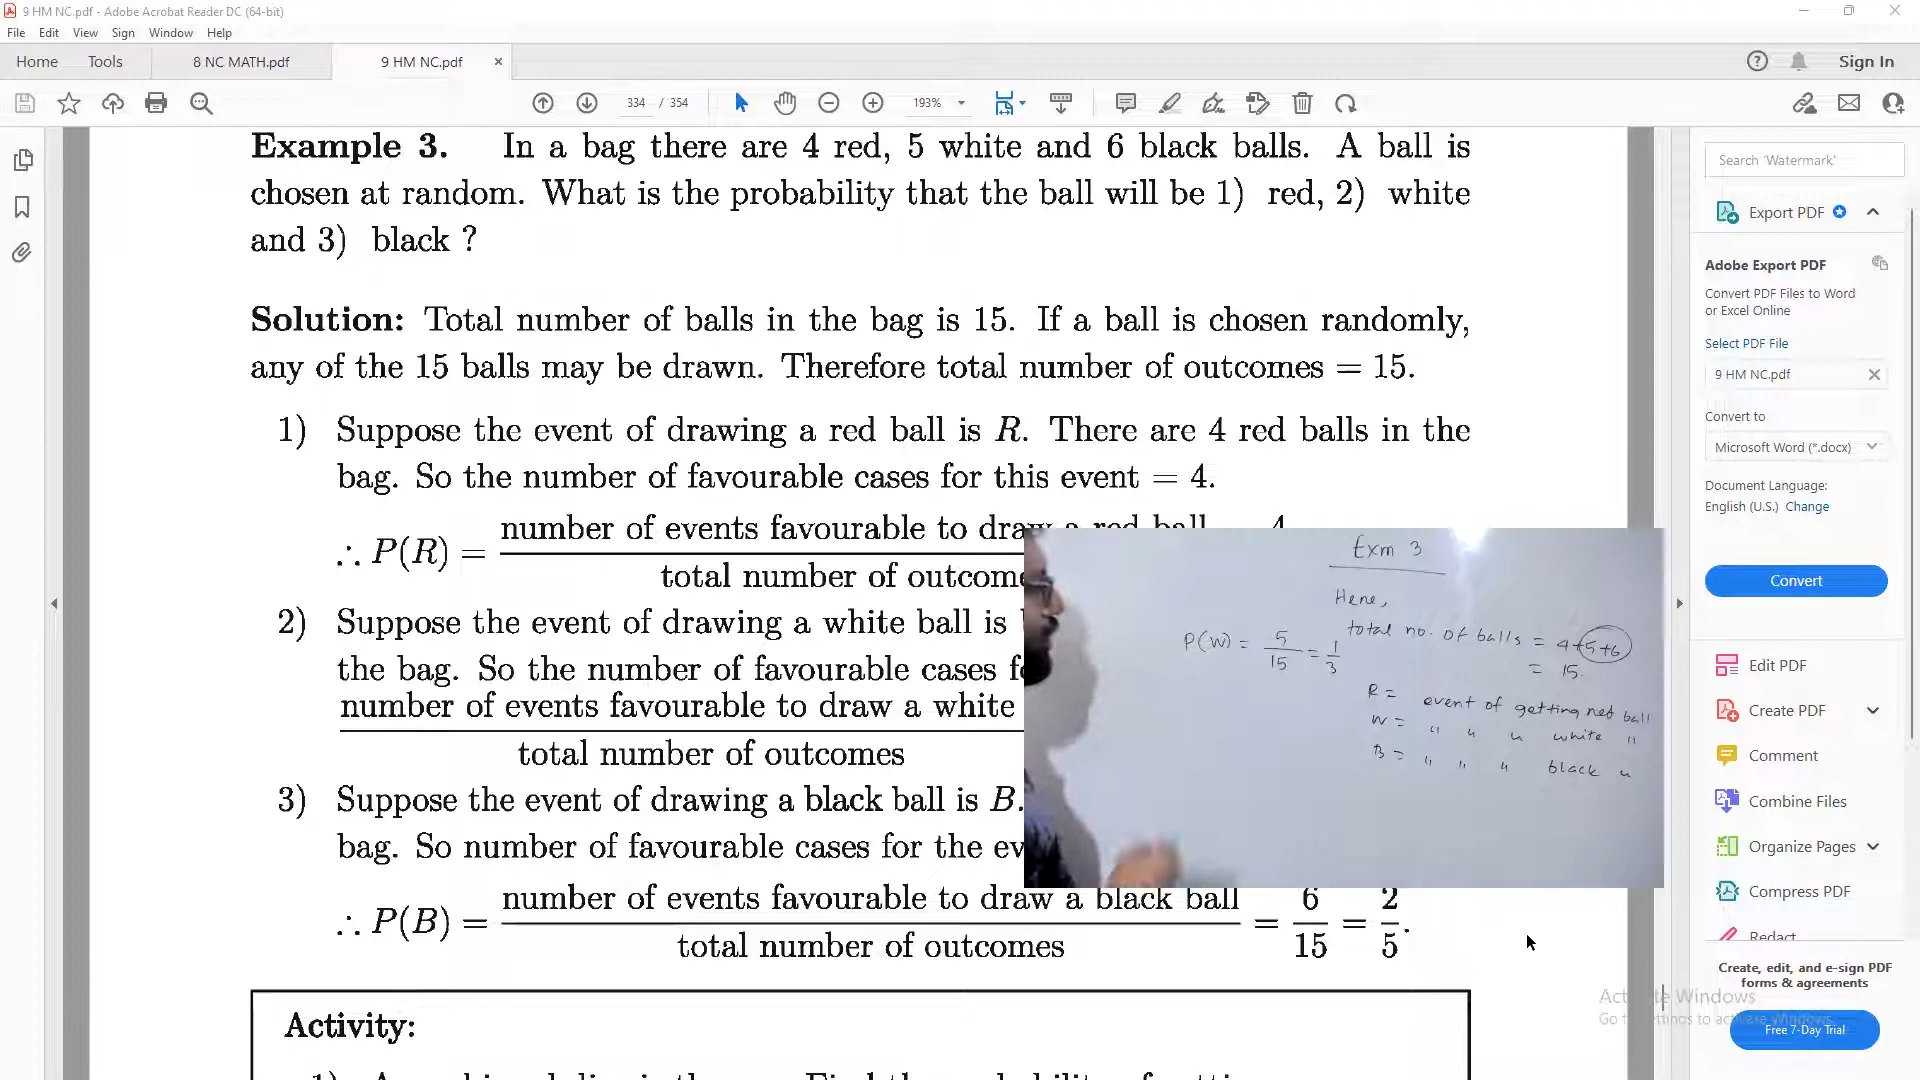 9 HM NC.pdf - Adobe Acrobat Reader DC (64-bit)
File Edit View Sign Window Help
Home Tools 8 NC MATH.pdf 9 HM NC.pdf × Sign In
334 / 354 193%
Example 3. In a bag there are 4 red, 5 white and 6 black balls. A ball is
chosen at random. What is the probability that the ball will be 1) red, 2) white
and 3) black ?
Solution: Total number of balls in the bag is 15. If a ball is chosen randomly,
any of the 15 balls may be drawn. Therefore total number of outcomes = 15.
1) Suppose the event of drawing a red ball is R. There are 4 red balls in the
bag. So the number of favourable cases for this event = 4.
number of events favourable to draw a red ball 4
∴ P(R) =
total number of outcome
2) Suppose the event of drawing a white ball is
the bag. So the number of favourable cases
number of events favourable to draw a white
total number of outcomes
3) Suppose the event of drawing a black ball is B.
bag. So number of favourable cases for the ev
number of events favourable to draw a black ball 6 2
∴ P(B) = = =
total number of outcomes 15 5.
Activity:
Exm 3
Here,
total no. of balls = 4+5+6
= 15.
P(W) = 5/15 = 1/3
R = event of getting red ball
W = " " " white "
B = " " " black "
Search 'Watermark'
Export PDF
Adobe Export PDF
Convert PDF Files to Word
or Excel Online
Select PDF File
9 HM NC.pdf
Convert to
Microsoft Word (*.docx)
Document Language:
English (U.S.) Change
Convert
Edit PDF
Create PDF
Comment
Combine Files
Organize Pages
Compress PDF
Redact
Create, edit, and e-sign PDF
forms & agreements
Activate Windows
Free 7-Day Trial